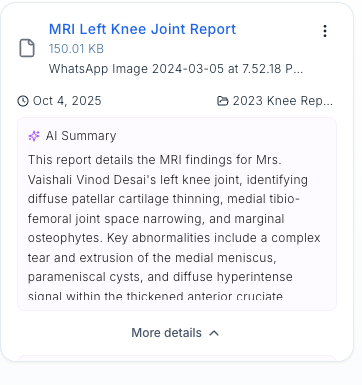 MRI Left Knee Joint Report
150.01 KB
WhatsApp Image 2024-03-05 at 7.52.18 P...
Oct 4, 2025
2023 Knee Rep...
AI Summary
This report details the MRI findings for Mrs.
Vaishali Vinod Desai's left knee joint, identifying
diffuse patellar cartilage thinning, medial tibio-
femoral joint space narrowing, and marginal
osteophytes. Key abnormalities include a complex
tear and extrusion of the medial meniscus,
parameniscal cysts, and diffuse hyperintense
signal within the thickened anterior cruciate
More details